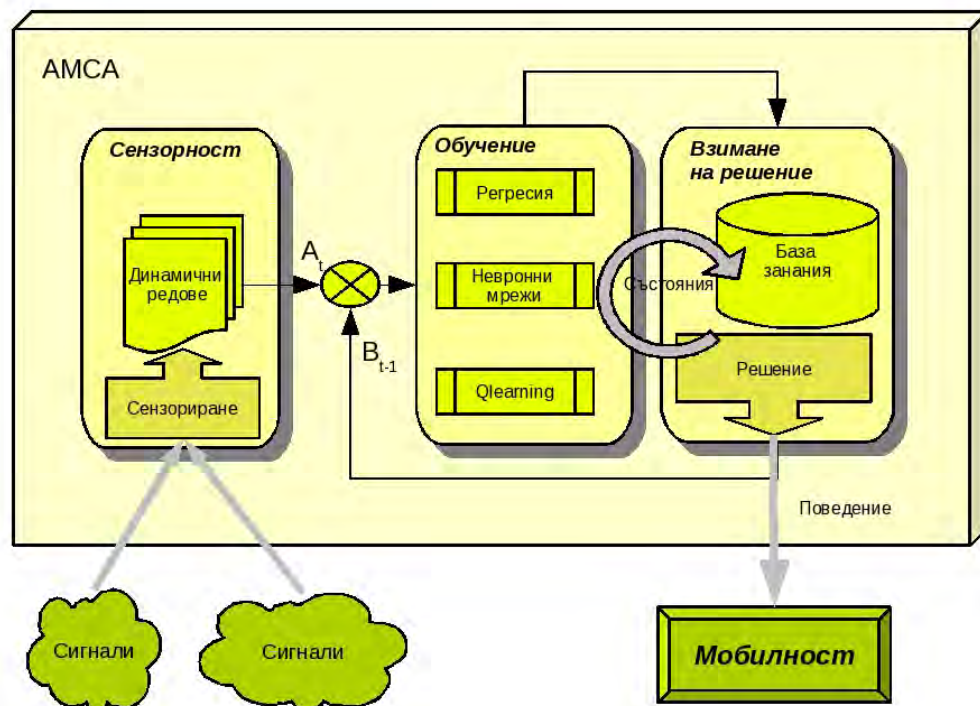 АМСА
Сензорност
Динамични
редове
Сензориране
A t
B t-1
Обучение
Регресия
Невронни
мрежи
Qlearning
Взимане
на решение
База
занания
Състояния
Решение
Поведение
Сигнали
Сигнали
Мобилност